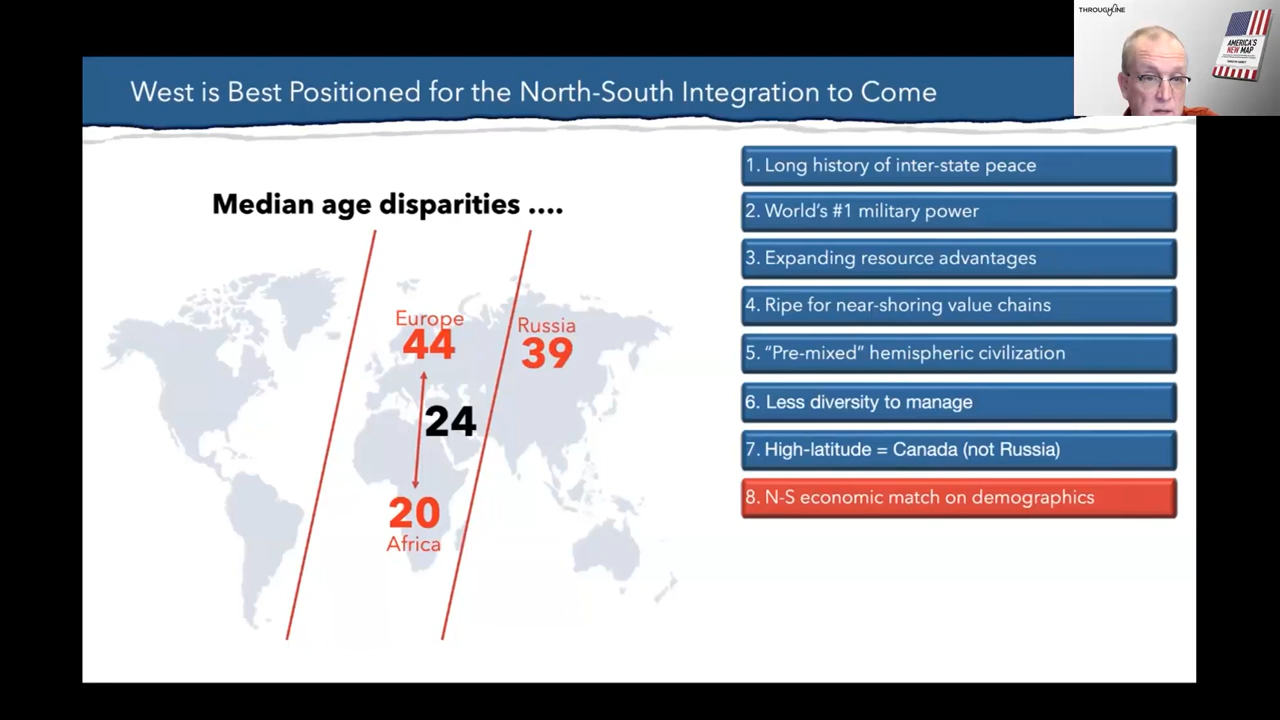 THROUGHLINE
AMERICA'S
NEW MAP
West is Best Positioned for the North-South Integration to Come
Median age disparities ....
Europe
44
Russia
39
24
20
Africa
1. Long history of inter-state peace
2. World's #1 military power
3. Expanding resource advantages
4. Ripe for near-shoring value chains
5. “Pre-mixed” hemispheric civilization
6. Less diversity to manage
7. High-latitude = Canada (not Russia)
8. N-S economic match on demographics